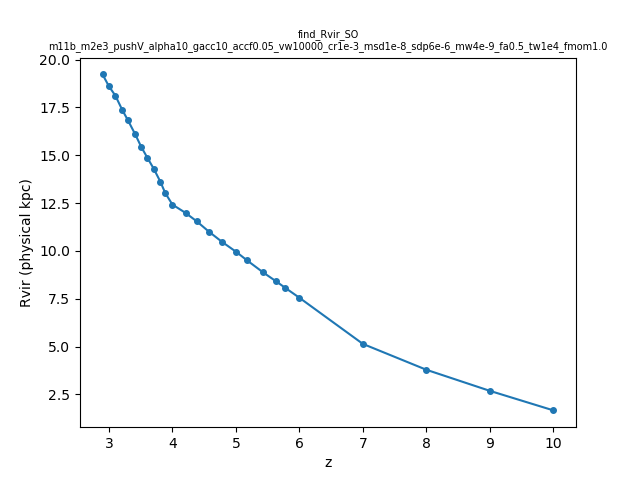 find_Rvir_SO
m11b_m2e3_pushV_alpha10_gacc10_accf0.05_vw10000_cr1e-3_msd1e-8_sdp6e-6_mw4e-9_fa0.5_tw1e4_fmom1.0
20.0
17.5
15.0
12.5
10.0
7.5
5.0
2.5
Rvir (physical kpc)
3 4 5 6 7 8 9 10
z